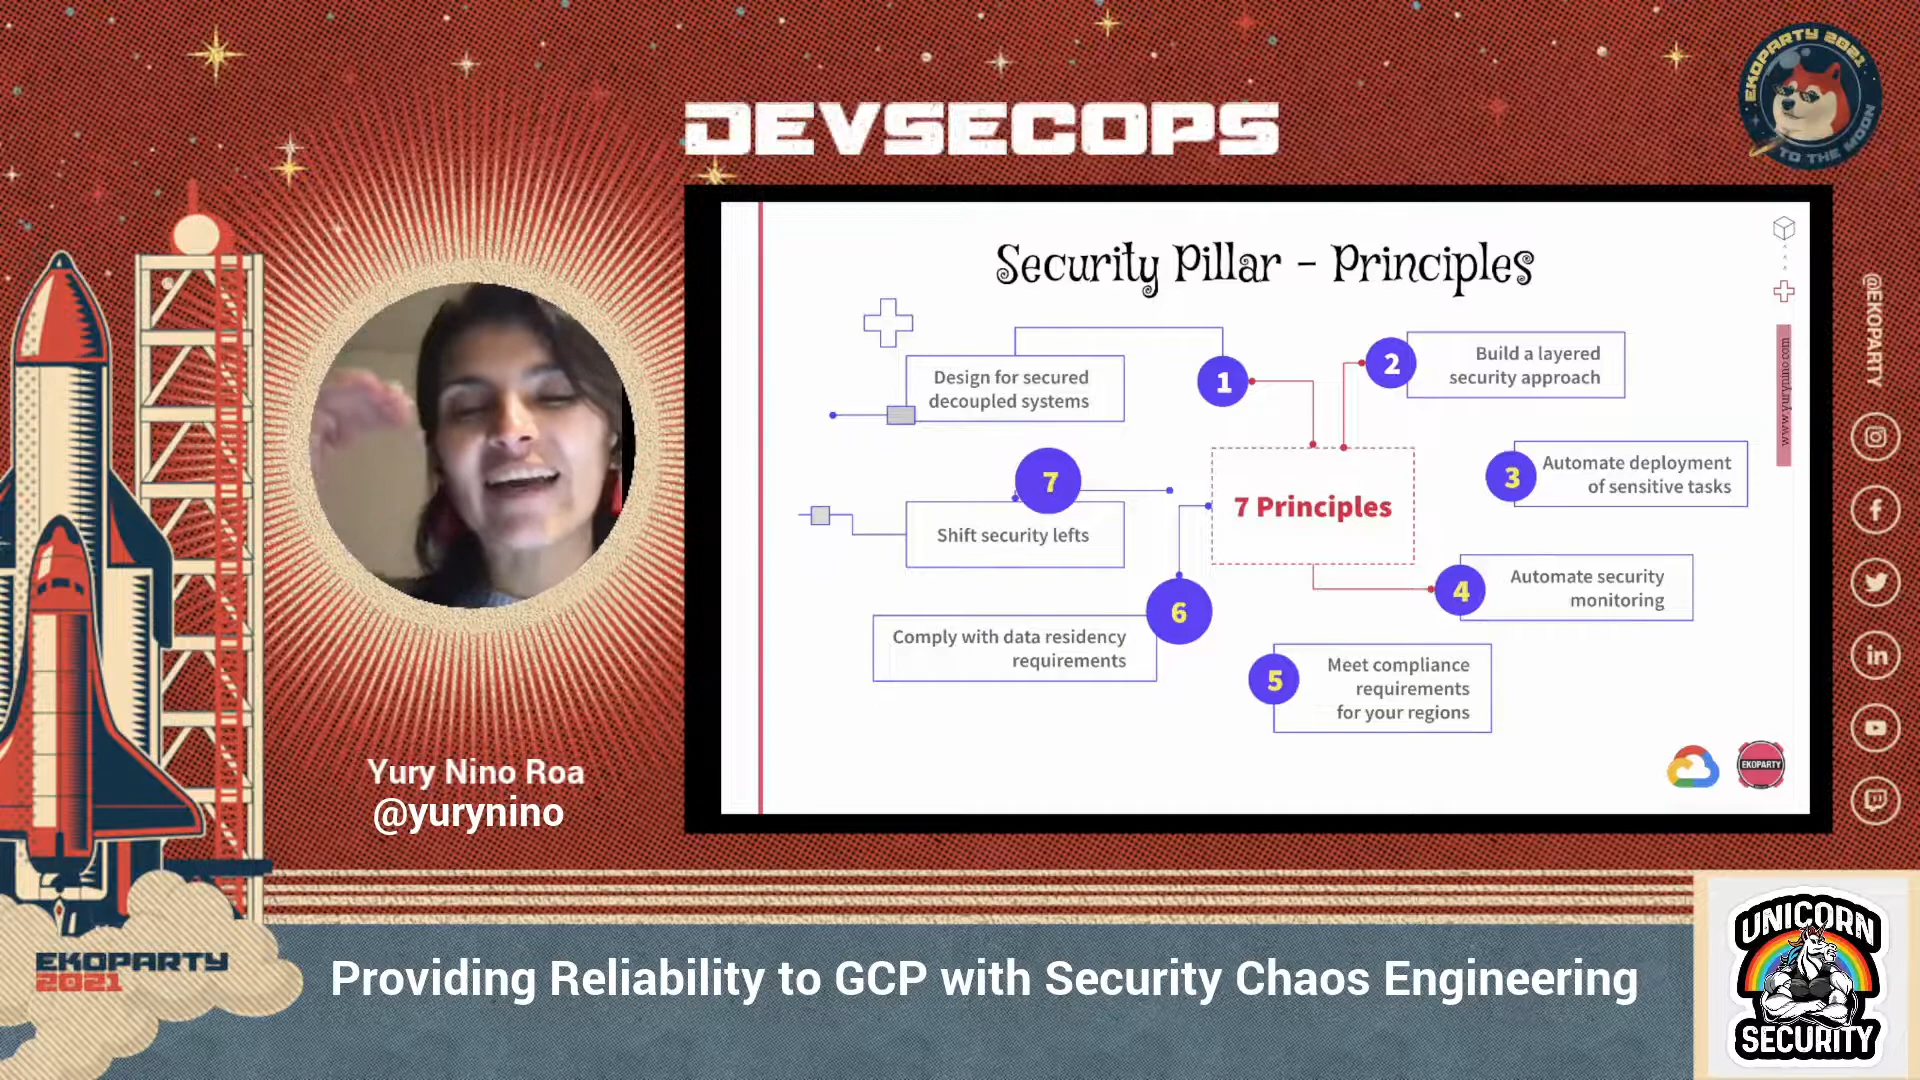 EKOPARTY 2021
TO THE MOON
DEVSECOPS
Security Pillar - Principles
Design for secured
decoupled systems
1
2
Build a layered
security approach
3
Automate deployment
of sensitive tasks
7 Principles
7
Shift security lefts
4
Automate security
monitoring
6
Comply with data residency
requirements
5
Meet compliance
requirements
for your regions
www.yurynino.com
EKOPARTY
@EKOPARTY
Yury Nino Roa
@yurynino
EKOPARTY
2021
Providing Reliability to GCP with Security Chaos Engineering
UNICORN
SECURITY